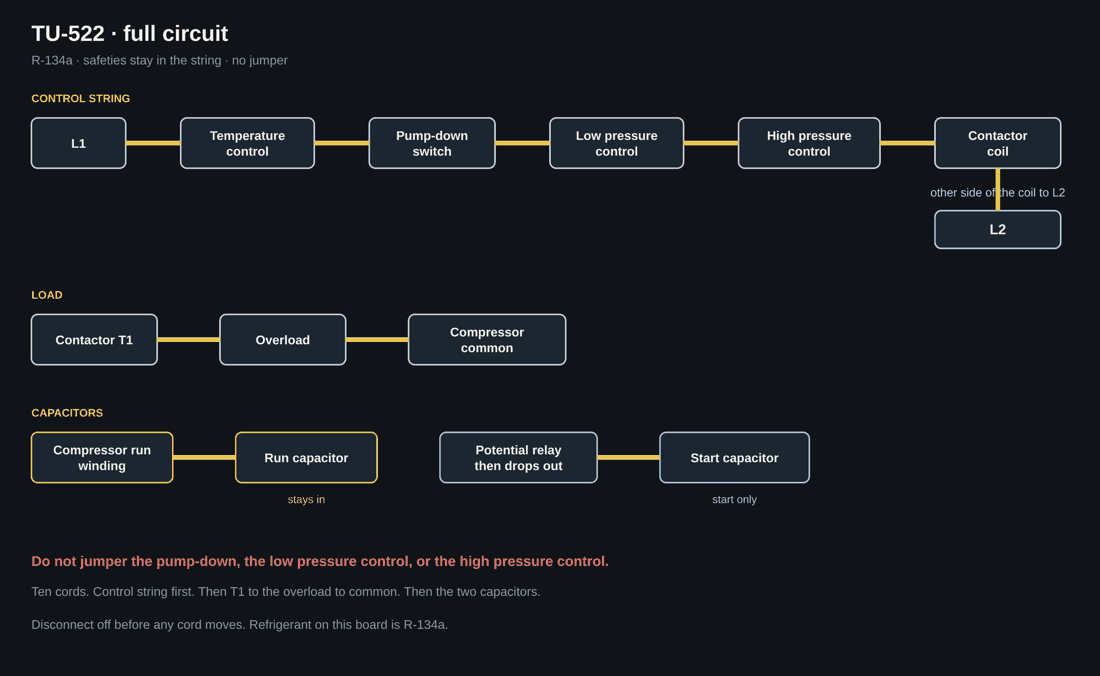 TU-522 · full circuit
R-134a · safeties stay in the string · no jumper
CONTROL STRING
L1
Temperature
control
Pump-down
switch
Low pressure
control
High pressure
control
Contactor
coil
other side of the coil to L2
L2
LOAD
Contactor T1
Overload
Compressor
common
CAPACITORS
Compressor run
winding
Run capacitor
Potential relay
then drops out
Start capacitor
stays in
start only
Do not jumper the pump-down, the low pressure control, or the high pressure control.
Ten cords. Control string first. Then T1 to the overload to common. Then the two capacitors.
Disconnect off before any cord moves. Refrigerant on this board is R-134a.